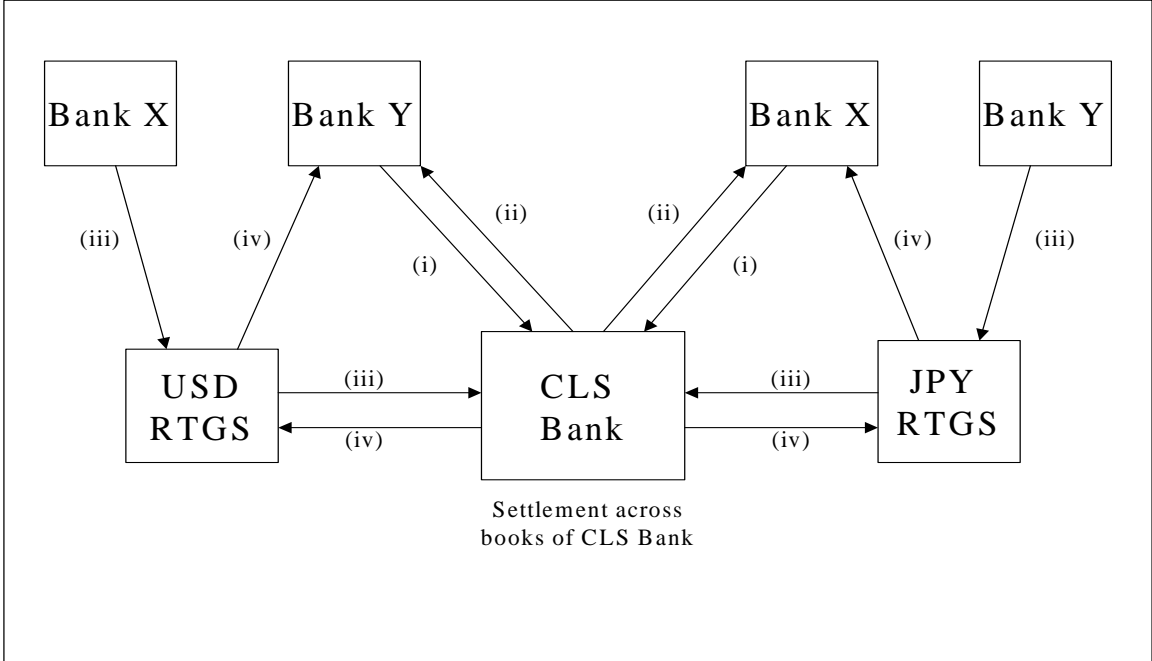 Bank X
Bank Y
Bank X
Bank Y
(ii)
(ii)
(iii)
(iv)
(iv)
(iii)
(i)
(i)
USD
RTGS
(iii)
(iv)
CLS
Bank
(iii)
(iv)
JPY
RTGS
Settlement across
books of CLS Bank